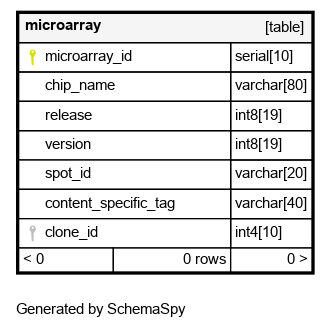 microarray [table]
microarray_id serial[10]
chip_name varchar[80]
release int8[19]
version int8[19]
spot_id varchar[20]
content_specific_tag varchar[40]
clone_id int4[10]
< 0 0 rows 0 >
Generated by SchemaSpy